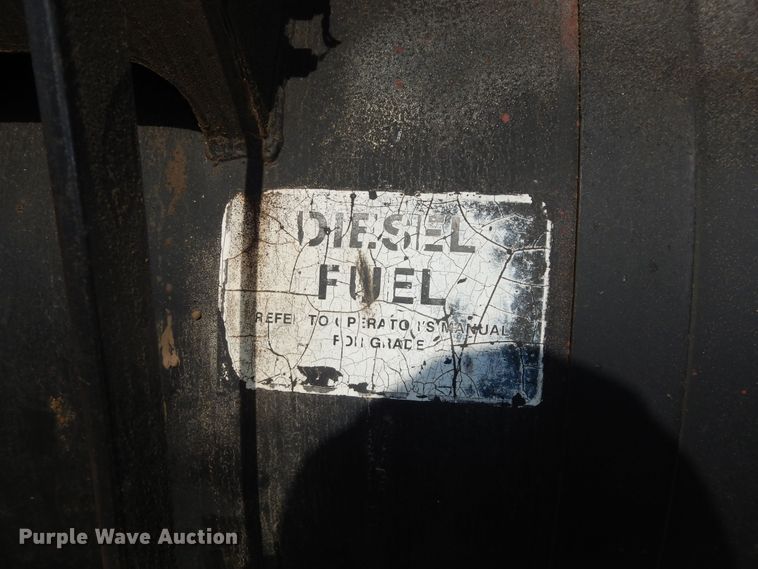 DIESEL
FUEL
REFER TO OPERATOR'S MANUAL
FOR GRADE
Purple Wave Auction